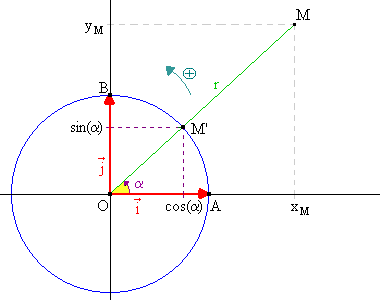 y_M
M
⊕
r
B
sin(α)
M'
j⃗
α
O
i⃗
cos(α)
A
x_M